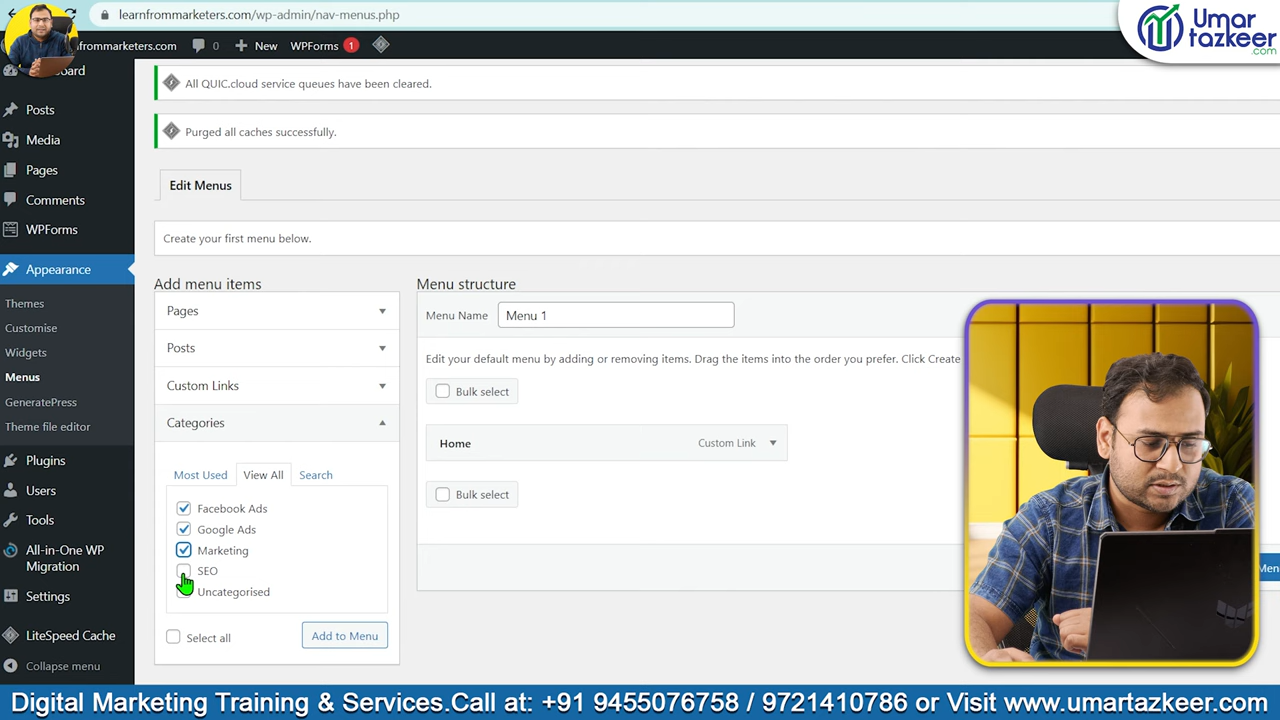 learnfrommarketers.com/wp-admin/nav-menus.php
Umar
tazkeer
.com
frommarketers.com
0
New
WPForms
1
Posts
Media
Pages
Comments
WPForms
Appearance
Themes
Customise
Widgets
Menus
GeneratePress
Theme file editor
Plugins
Users
Tools
All-in-One WP
Migration
Settings
LiteSpeed Cache
Collapse menu
All QUIC.cloud service queues have been cleared.
Purged all caches successfully.
Edit Menus
Create your first menu below.
Add menu items
Pages
Posts
Custom Links
Categories
Most Used
View All
Search
Facebook Ads
Google Ads
Marketing
SEO
Uncategorised
Select all
Add to Menu
Menu structure
Menu Name
Menu 1
Edit your default menu by adding or removing items. Drag the items into the order you prefer. Click Create
Bulk select
Home
Custom Link
Bulk select
Digital Marketing Training & Services.Call at: +91 9455076758 / 9721410786 or Visit www.umartazkeer.com